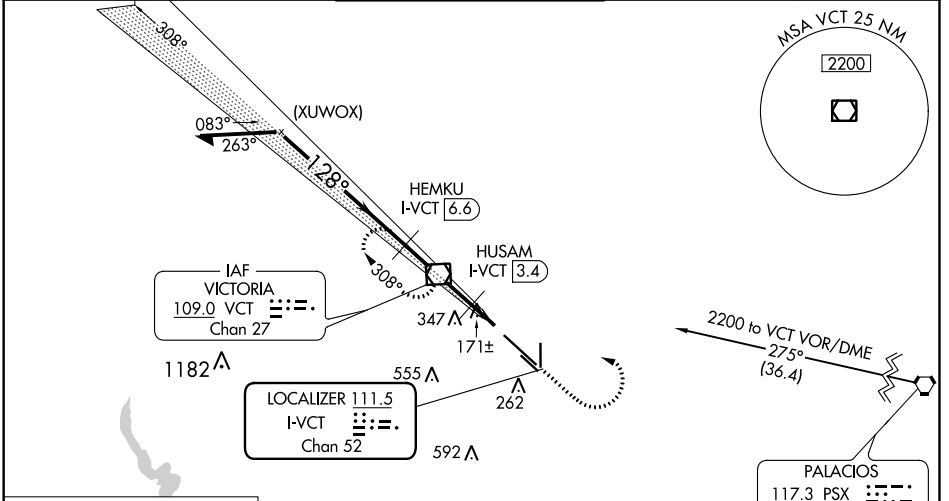 308°
MSA VCT 25 NM
2200
(XUWOX)
083°
263°
128°
HEMKU
I-VCT 6.6
HUSAM
I-VCT 3.4
308°
IAF
VICTORIA
109.0 VCT
Chan 27
347
171±
2200 to VCT VOR/DME
275°
(36.4)
1182
555
262
LOCALIZER 111.5
I-VCT
Chan 52
592
PALACIOS
117.3 PSX